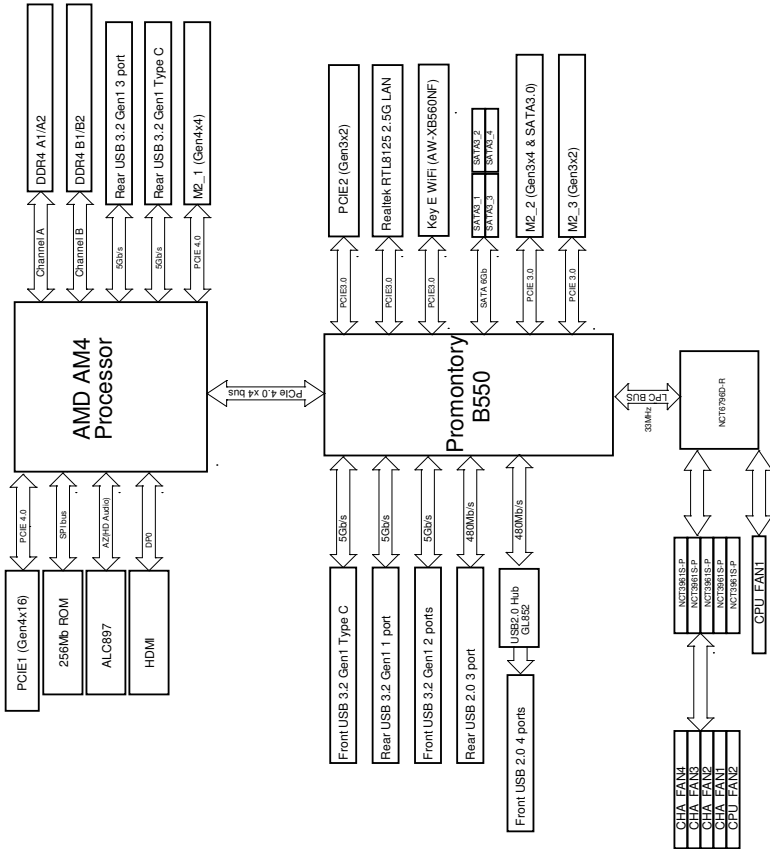 DDR4 A1/A2
DDR4 B1/B2
Rear USB 3.2 Gen1 3 port
Rear USB 3.2 Gen1 Type C
M2_1 (Gen4x4)
Channel A
Channel B
5Gb/s
5Gb/s
PCIE 4.0
AMD AM4
Processor
PCIE 4.0
SPI bus
AZ(HD Audio)
DP0
PCIE1 (Gen4x16)
256Mb ROM
ALC897
HDMI
PCIe 4.0 x4 bus
PCIE2 (Gen3x2)
Realtek RTL8125 2.5G LAN
Key E WiFi (AW-XB560NF)
SATA3_1
SATA3_2
SATA3_3
SATA3_4
M2_2 (Gen3x4 & SATA3.0)
M2_3 (Gen3x2)
PCIE3.0
PCIE3.0
PCIE3.0
SATA 6Gb
PCIE 3.0
PCIE 3.0
Promontory
B550
5Gb/s
5Gb/s
5Gb/s
480Mb/s
480Mb/s
Front USB 3.2 Gen1 Type C
Rear USB 3.2 Gen1 1 port
Front USB 3.2 Gen1 2 ports
Rear USB 2.0 3 port
USB2.0 Hub
GL852
Front USB 2.0 4 ports
LPC BUS
33MHz
NCT6796D-R
NCT3961S-P
NCT3961S-P
NCT3961S-P
NCT3961S-P
NCT3961S-P
CPU_FAN1
CHA_FAN4
CHA_FAN3
CHA_FAN2
CHA_FAN1
CPU_FAN2